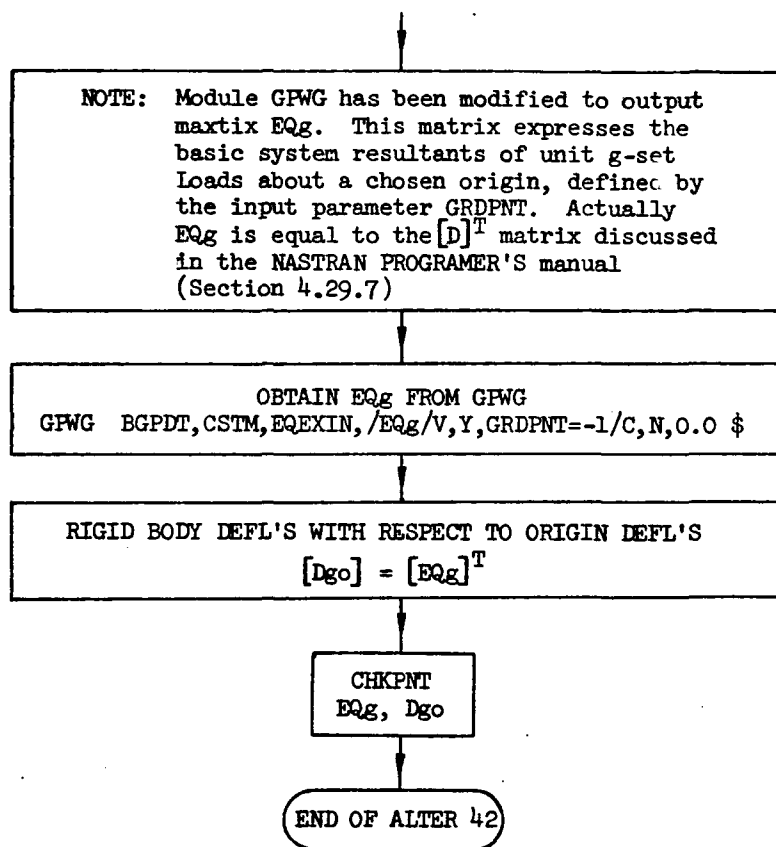 NOTE: Module GPWG has been modified to output
maxtix EQg. This matrix expresses the
basic system resultants of unit g-set
Loads about a chosen origin, defined by
the input parameter GRDPNT. Actually
EQg is equal to the [D]^T matrix discussed
in the NASTRAN PROGRAMER'S manual
(Section 4.29.7)
OBTAIN EQg FROM GPWG
GPWG BGPDT,CSTM,EQEXIN,/EQg/V,Y,GRDPNT=-1/C,N,0.0 $
RIGID BODY DEFL'S WITH RESPECT TO ORIGIN DEFL'S
[Dgo] = [EQg]^T
CHKPNT
EQg, Dgo
END OF ALTER 42